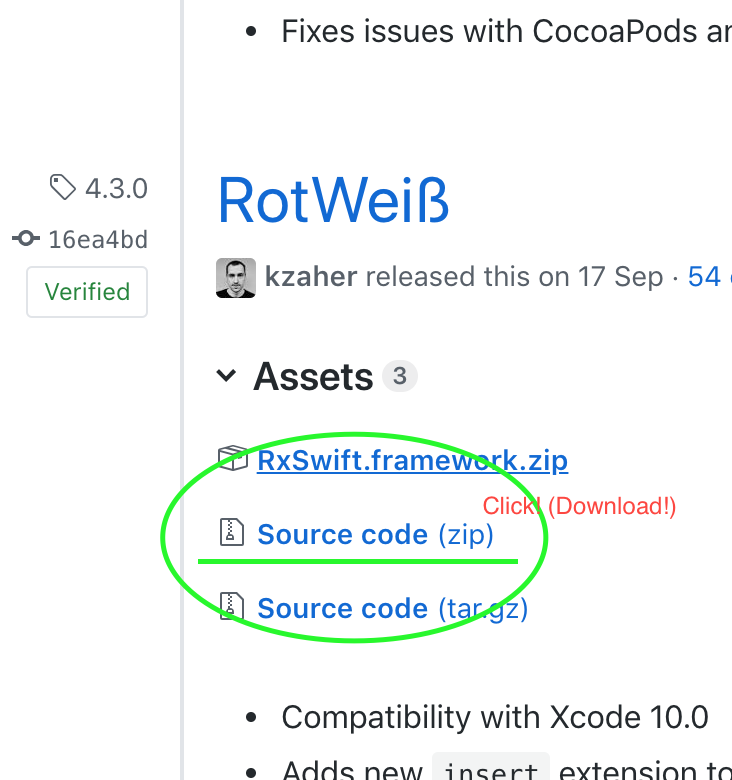 Fixes issues with CocoaPods
4.3.0
16ea4bd
Verified
RotWeiß
kzaher released this on 17 Sep · 54
Assets 3
RxSwift.framework.zip
Click! (Download!)
Source code (zip)
Source code (tar.gz)
Compatibility with Xcode 10.0
Adds new insert extension to